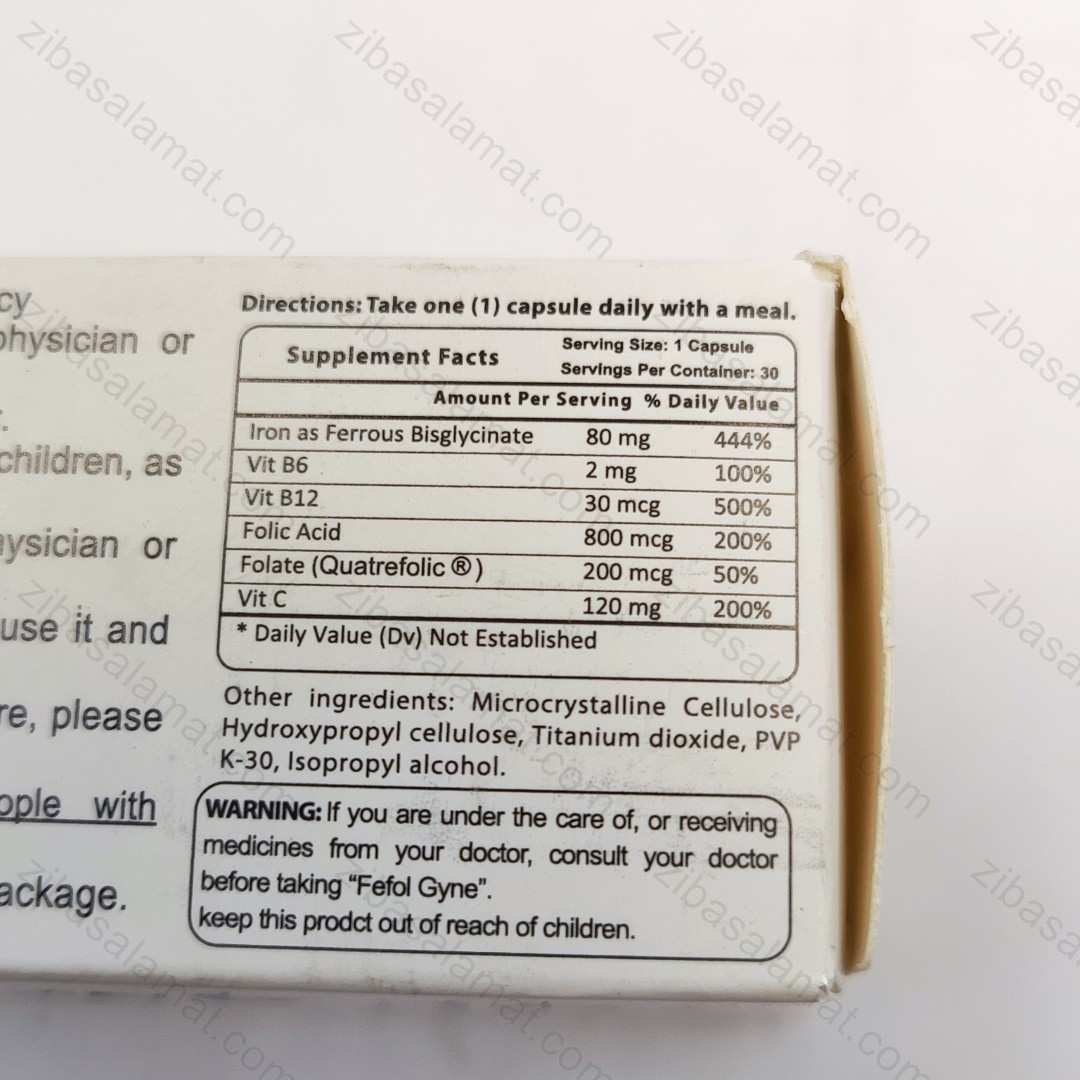 cy
physician or
children, as
physician or
use it and
re, please
ople with
ackage.
Directions: Take one (1) capsule daily with a meal.
Supplement Facts
Serving Size: 1 Capsule
Servings Per Container: 30
Amount Per Serving % Daily Value
Iron as Ferrous Bisglycinate 80 mg 444%
Vit B6 2 mg 100%
Vit B12 30 mcg 500%
Folic Acid 800 mcg 200%
Folate (Quatrefolic ®) 200 mcg 50%
Vit C 120 mg 200%
* Daily Value (Dv) Not Established
Other ingredients: Microcrystalline Cellulose,
Hydroxypropyl cellulose, Titanium dioxide, PVP
K-30, Isopropyl alcohol.
WARNING: If you are under the care of, or receiving
medicines from your doctor, consult your doctor
before taking “Fefol Gyne”.
keep this prodct out of reach of children.
zibasalamat.com